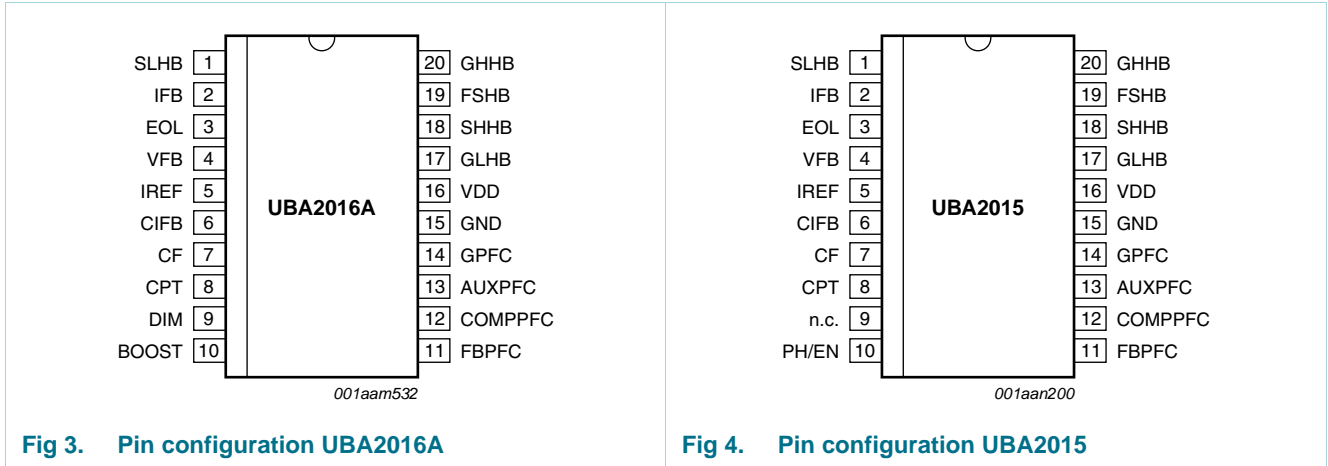 SLHB 1 20 GHHB
IFB 2 19 FSHB
EOL 3 18 SHHB
VFB 4 17 GLHB
IREF 5 16 VDD
UBA2016A
CIFB 6 15 GND
CF 7 14 GPFC
CPT 8 13 AUXPFC
DIM 9 12 COMPPFC
BOOST 10 11 FBPFC
001aam532
Fig 3. Pin configuration UBA2016A
SLHB 1 20 GHHB
IFB 2 19 FSHB
EOL 3 18 SHHB
VFB 4 17 GLHB
IREF 5 16 VDD
UBA2015
CIFB 6 15 GND
CF 7 14 GPFC
CPT 8 13 AUXPFC
n.c. 9 12 COMPPFC
PH/EN 10 11 FBPFC
001aan200
Fig 4. Pin configuration UBA2015